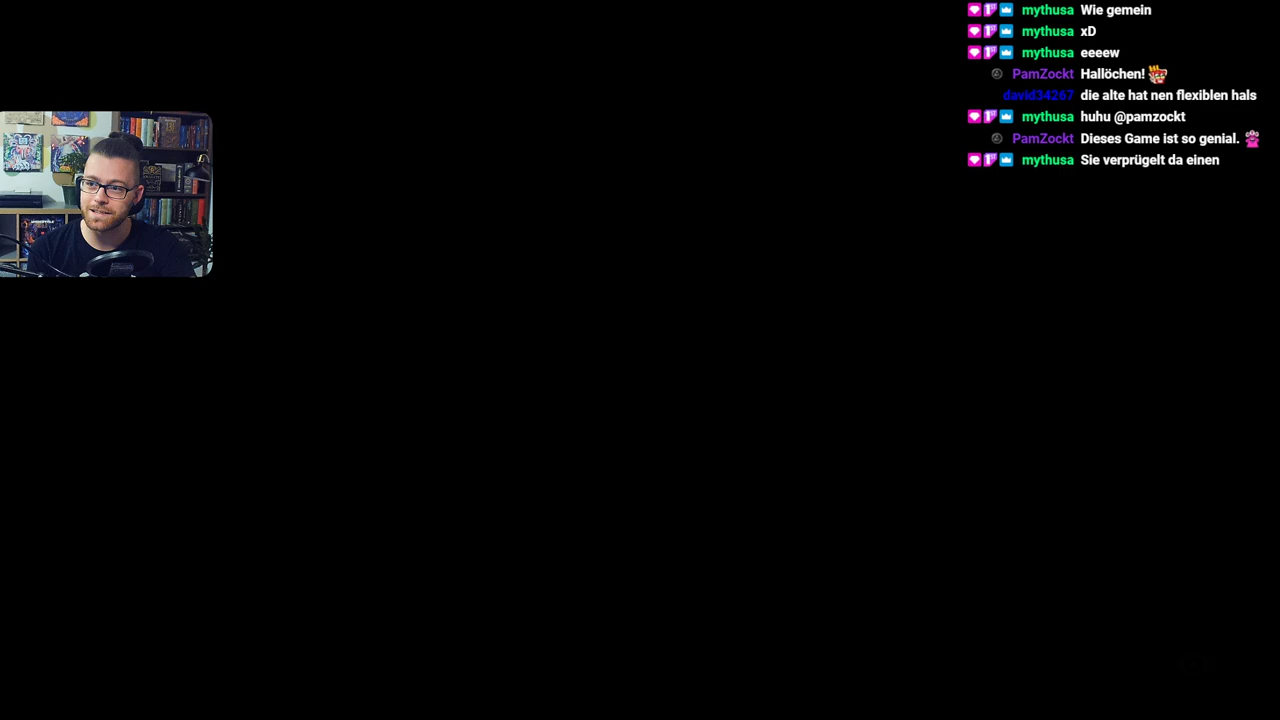 mythusa Wie gemein
mythusa xD
mythusa eeeew
PamZockt Hallöchen!
david34267 die alte hat nen flexiblen hals
mythusa huhu @pamzockt
PamZockt Dieses Game ist so genial.
mythusa Sie verprügelt da einen